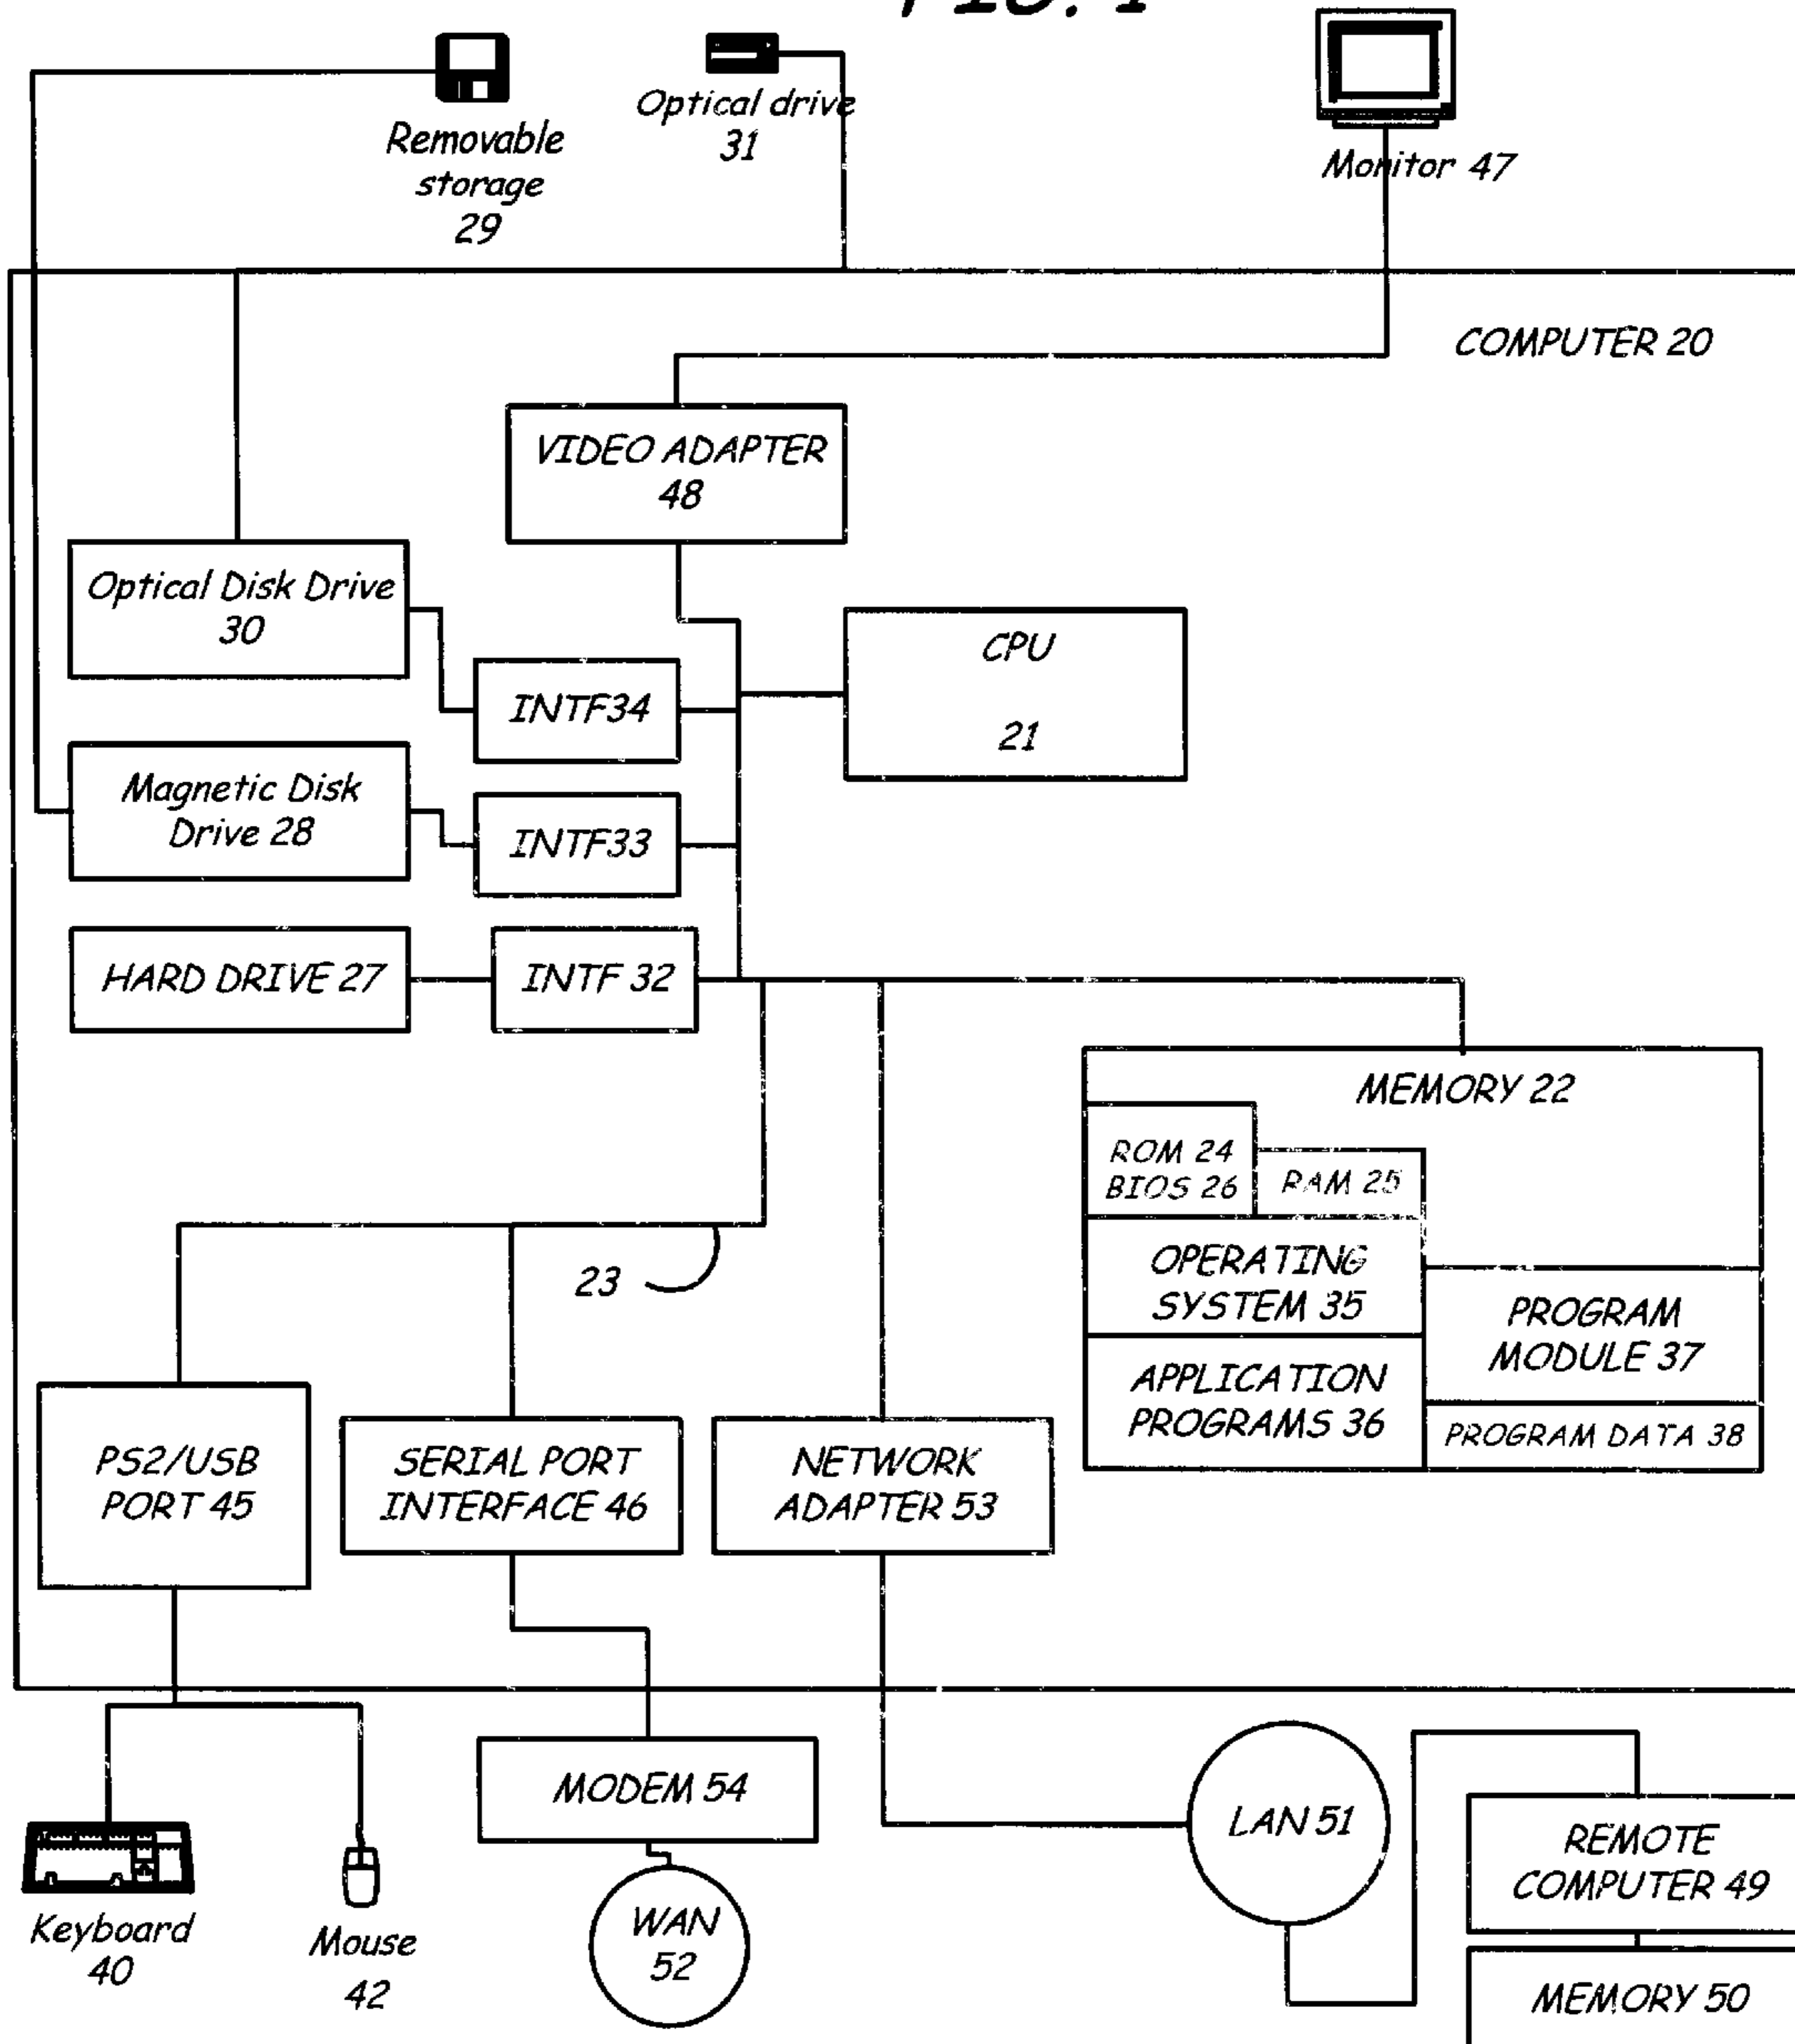 FIG. 1
Removable
storage
29
Optical drive
31
Monitor 47
COMPUTER 20
VIDEO ADAPTER
48
Optical Disk Drive
30
INTF34
CPU
21
Magnetic Disk
Drive 28
INTF33
HARD DRIVE 27
INTF 32
MEMORY 22
ROM 24
BIOS 26
RAM 25
OPERATING
SYSTEM 35
PROGRAM
MODULE 37
APPLICATION
PROGRAMS 36
PROGRAM DATA 38
23
PS2/USB
PORT 45
SERIAL PORT
INTERFACE 46
NETWORK
ADAPTER 53
MODEM 54
LAN 51
REMOTE
COMPUTER 49
Keyboard
40
Mouse
42
WAN
52
MEMORY 50